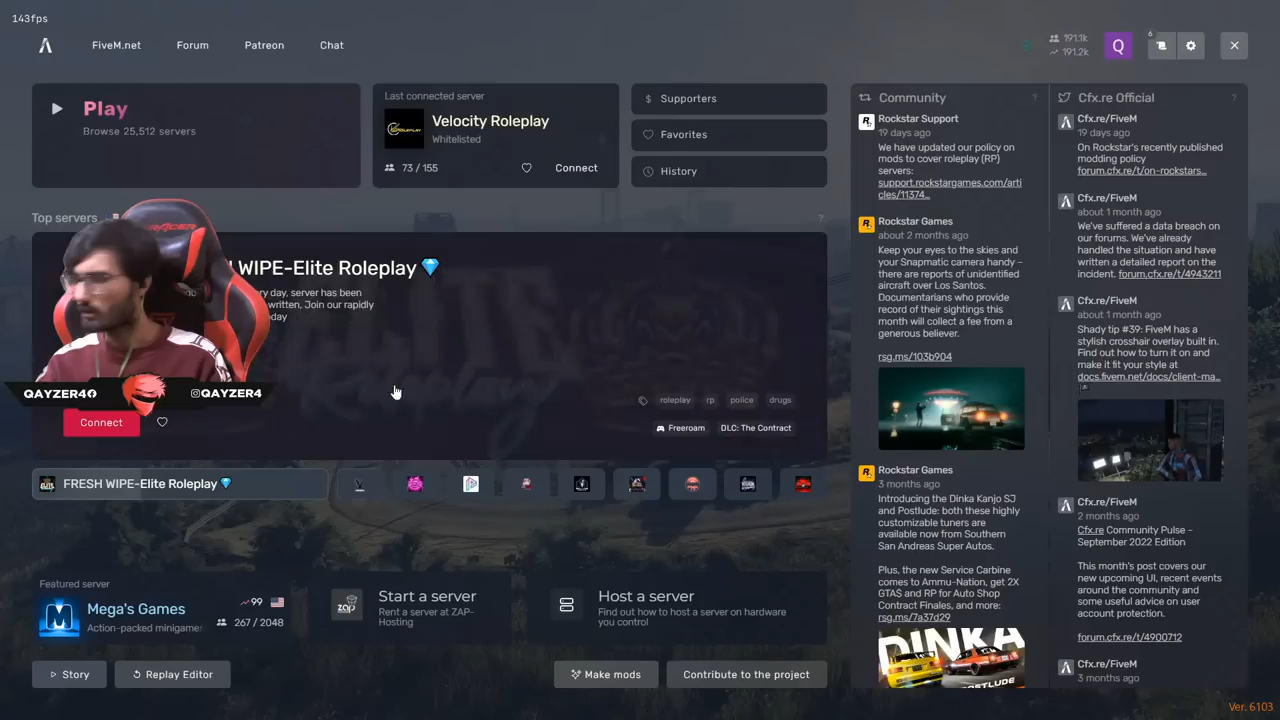 143fps
FiveM.net
Forum
Patreon
Chat
191.1k
191.2k
Q
6
Play
Browse 25,512 servers
Last connected server
Velocity Roleplay
Whitelisted
73 / 155
Connect
Supporters
Favorites
History
Top servers
?
WIPE-Elite Roleplay 💎
ry day, server has been
written, Join our rapidly
day
QAYZER4
QAYZER4
Connect
roleplay
rp
police
drugs
Freeroam
DLC: The Contract
FRESH WIPE-Elite Roleplay 💎
Featured server
Mega's Games
Action-packed minigame
99
267 / 2048
ZAP
Start a server
Rent a server at ZAP-
Hosting
Host a server
Find out how to host a server on hardware
you control
Story
Replay Editor
Make mods
Contribute to the project
Community
?
Rockstar Support
19 days ago
We have updated our policy on
mods to cover roleplay (RP)
servers:
support.rockstargames.com/arti
cles/11374…
Rockstar Games
about 2 months ago
Keep your eyes to the skies and
your Snapmatic camera handy –
there are reports of unidentified
aircraft over Los Santos.
Documentarians who provide
record of their sightings this
month will collect a fee from a
generous believer.
rsg.ms/103b904
Rockstar Games
3 months ago
Introducing the Dinka Kanjo SJ
and Postlude: both these highly
customizable tuners are
available now from Southern
San Andreas Super Autos.
Plus, the new Service Carbine
comes to Ammu-Nation, get 2X
GTA$ and RP for Auto Shop
Contract Finales, and more:
rsg.ms/7a37d29
DINKA
POSTLUDE
Cfx.re Official
?
Cfx.re/FiveM
19 days ago
On Rockstar's recently published
modding policy
forum.cfx.re/t/on-rockstars…
Cfx.re/FiveM
about 1 month ago
We've suffered a data breach on
our forums. We've already
handled the situation and have
written a detailed report on the
incident. forum.cfx.re/t/4943211
Cfx.re/FiveM
about 1 month ago
Shady tip #39: FiveM has a
stylish crosshair overlay built in.
Find out how to turn it on and
make it fit your style at
docs.fivem.net/docs/client-ma…
Cfx.re/FiveM
2 months ago
Cfx.re Community Pulse –
September 2022 Edition
This month's post covers our
new upcoming UI, recent events
around the community and
some useful advice on user
account protection.
forum.cfx.re/t/4900712
Cfx.re/FiveM
3 months ago
Ver. 6103